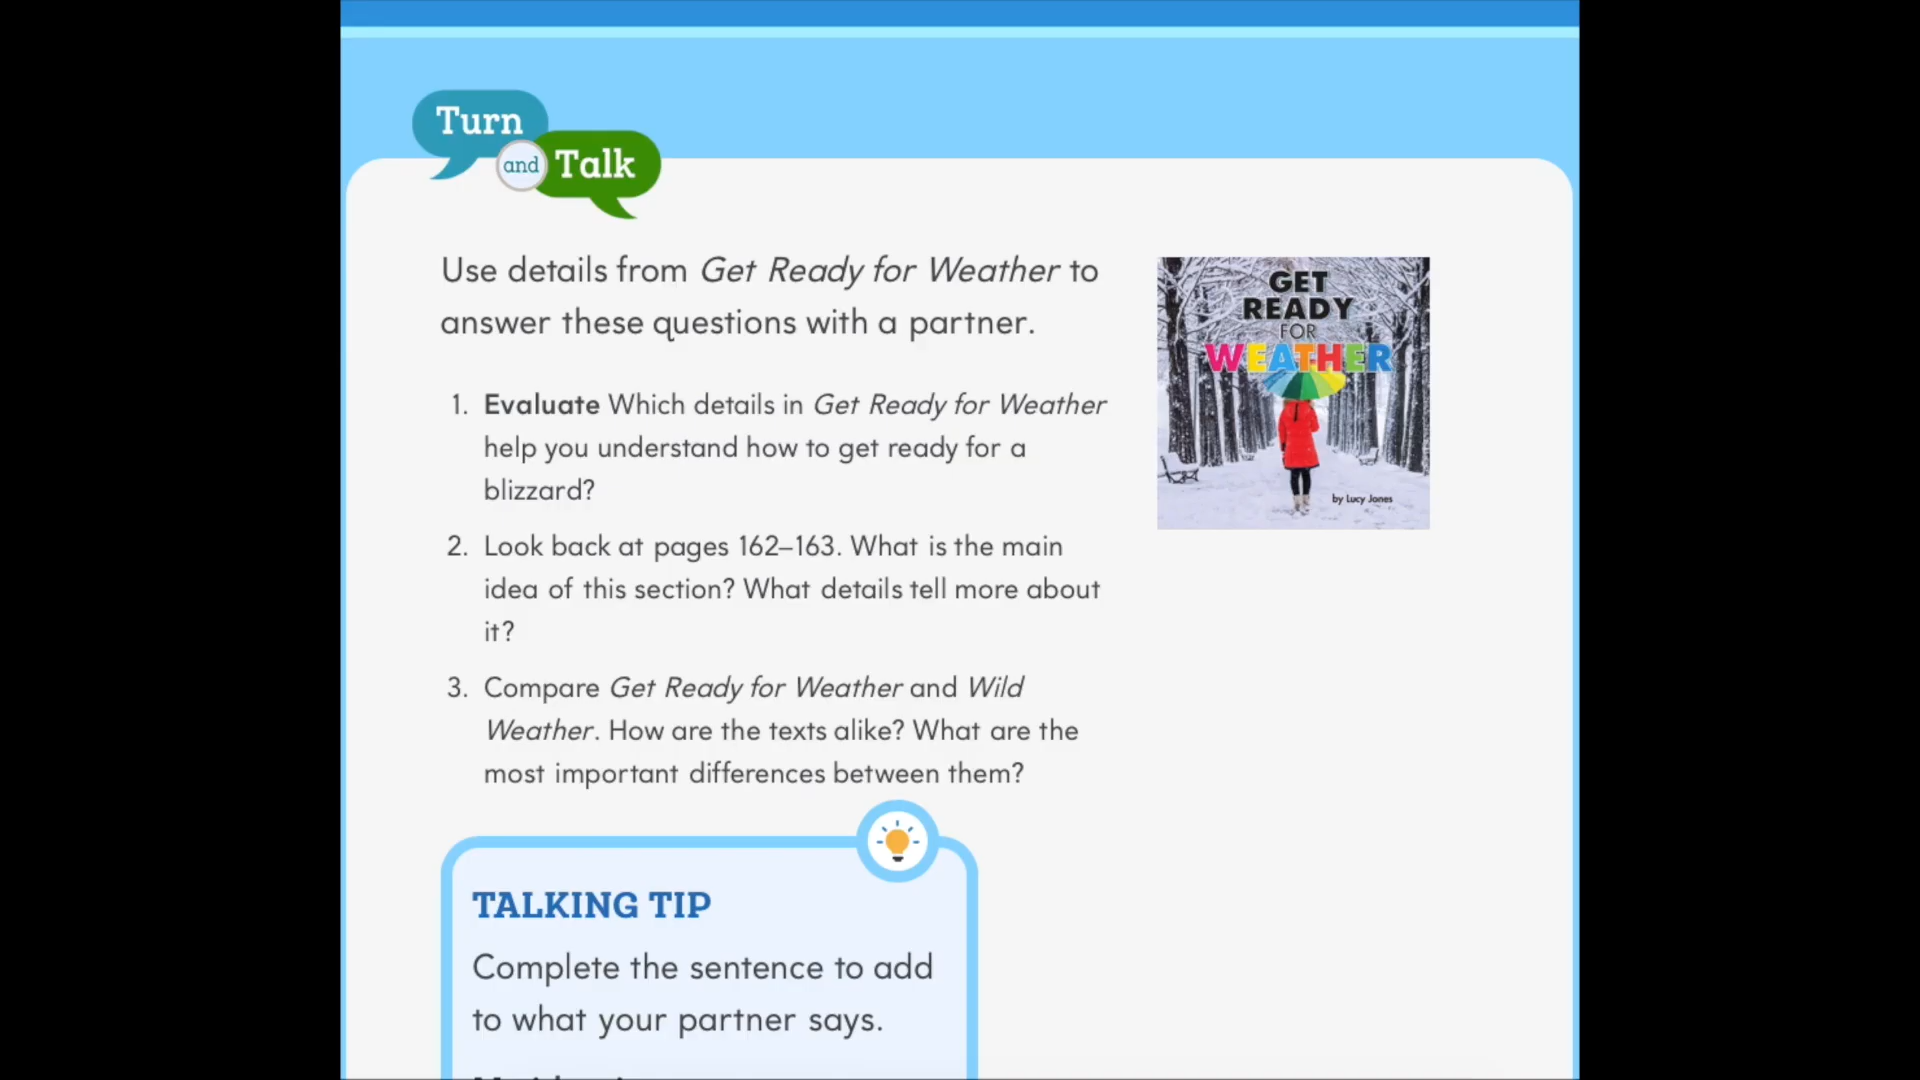 Turn
and Talk
Use details from Get Ready for Weather to
answer these questions with a partner.
GET
READY
FOR
WEATHER
by Lucy Jones
1. Evaluate Which details in Get Ready for Weather
help you understand how to get ready for a
blizzard?
2. Look back at pages 162–163. What is the main
idea of this section? What details tell more about
it?
3. Compare Get Ready for Weather and Wild
Weather. How are the texts alike? What are the
most important differences between them?
TALKING TIP
Complete the sentence to add
to what your partner says.